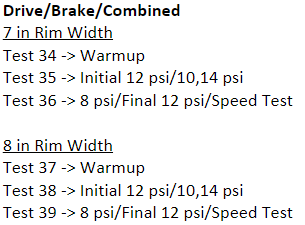 Drive/Brake/Combined
7 in Rim Width
Test 34 -> Warmup
Test 35 -> Initial 12 psi/10,14 psi
Test 36 -> 8 psi/Final 12 psi/Speed Test
8 in Rim Width
Test 37 -> Warmup
Test 38 -> Initial 12 psi/10,14 psi
Test 39 -> 8 psi/Final 12 psi/Speed Test